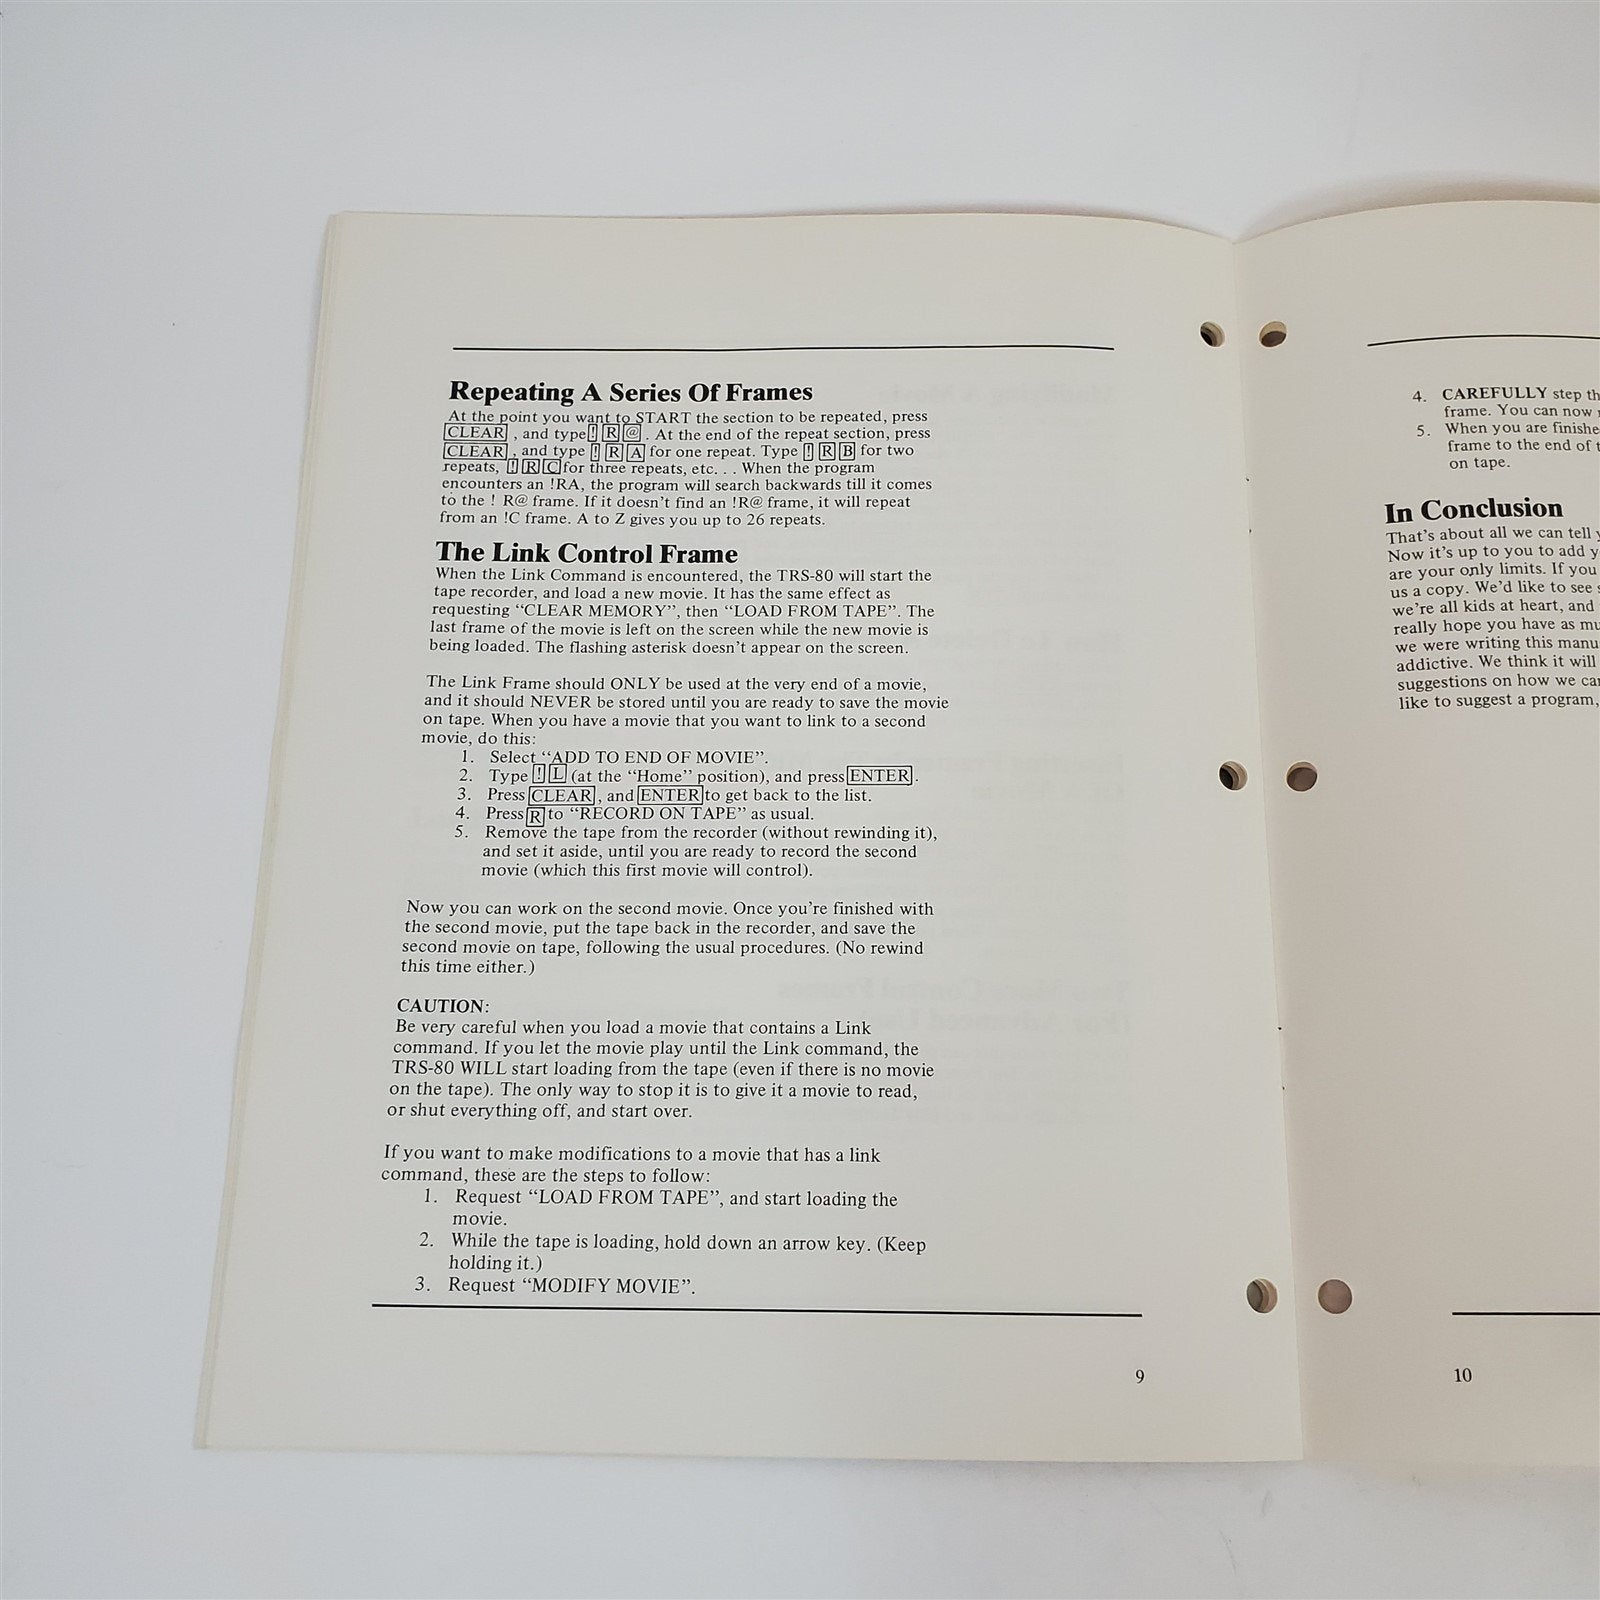 Repeating A Series Of Frames
At the point you want to START the section to be repeated, press
CLEAR , and type ! R @ . At the end of the repeat section, press
CLEAR , and type ! R A for one repeat. Type ! R B for two
repeats, ! R C for three repeats, etc. . . When the program
encounters an !RA, the program will search backwards till it comes
to the ! R@ frame. If it doesn't find an !R@ frame, it will repeat
from an !C frame. A to Z gives you up to 26 repeats.
The Link Control Frame
When the Link Command is encountered, the TRS-80 will start the
tape recorder, and load a new movie. It has the same effect as
requesting “CLEAR MEMORY”, then “LOAD FROM TAPE”. The
last frame of the movie is left on the screen while the new movie is
being loaded. The flashing asterisk doesn't appear on the screen.
The Link Frame should ONLY be used at the very end of a movie,
and it should NEVER be stored until you are ready to save the movie
on tape. When you have a movie that you want to link to a second
movie, do this:
1. Select “ADD TO END OF MOVIE”.
2. Type ! L (at the “Home” position), and press ENTER .
3. Press CLEAR , and ENTER to get back to the list.
4. Press R to “RECORD ON TAPE” as usual.
5. Remove the tape from the recorder (without rewinding it),
and set it aside, until you are ready to record the second
movie (which this first movie will control).
Now you can work on the second movie. Once you're finished with
the second movie, put the tape back in the recorder, and save the
second movie on tape, following the usual procedures. (No rewind
this time either.)
CAUTION:
Be very careful when you load a movie that contains a Link
command. If you let the movie play until the Link command, the
TRS-80 WILL start loading from the tape (even if there is no movie
on the tape). The only way to stop it is to give it a movie to read,
or shut everything off, and start over.
If you want to make modifications to a movie that has a link
command, these are the steps to follow:
1. Request “LOAD FROM TAPE”, and start loading the
movie.
2. While the tape is loading, hold down an arrow key. (Keep
holding it.)
3. Request “MODIFY MOVIE”.
9
4. CAREFULLY step
frame. You can now
5. When you are
frame to the end of
on tape.
In Conclusion
That's about all we can tell
Now it's up to you to add
are your only limits. If you
us a copy. We'd like to see
we're all kids at heart, and
really hope you have as
we were writing this
addictive. We think it will
suggestions on how we
like to suggest a program,
10